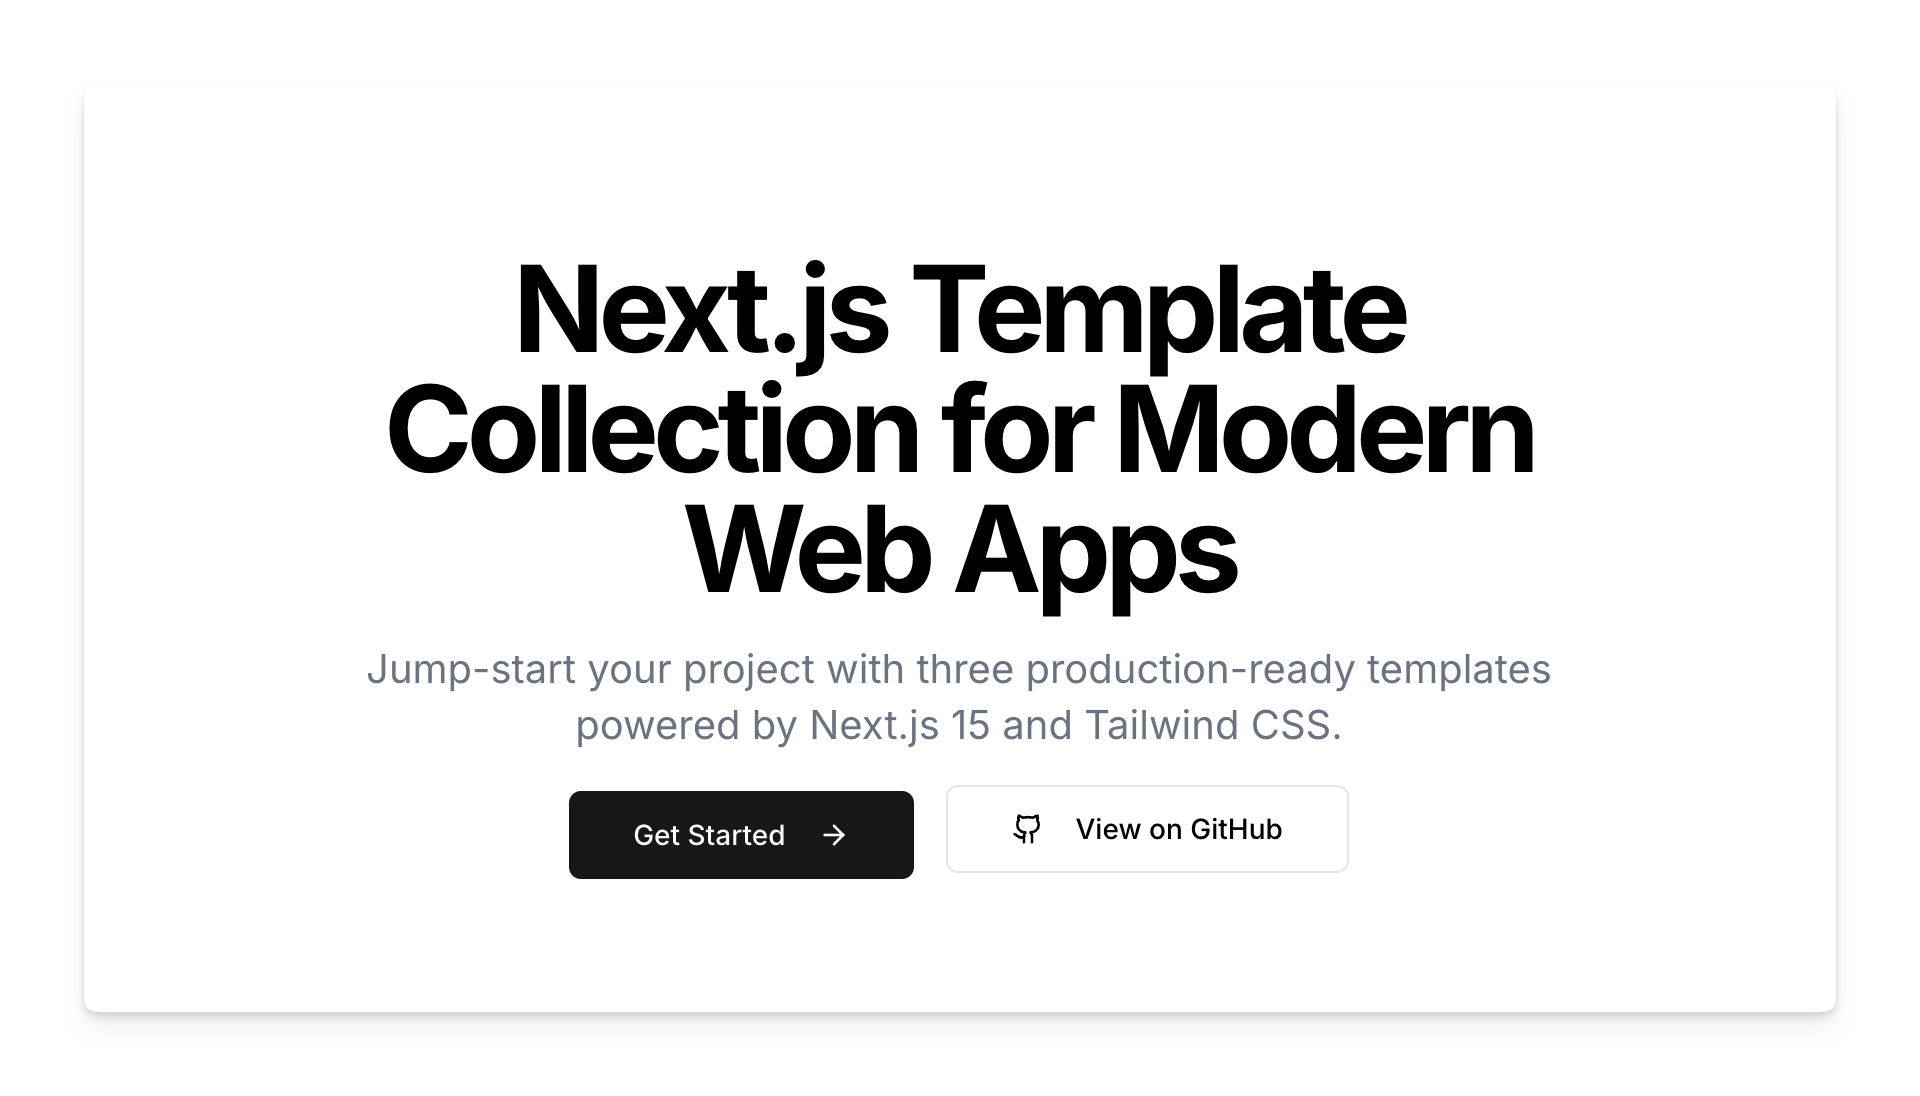 Next.js Template
Collection for Modern
Web Apps
Jump-start your project with three production-ready templates
powered by Next.js 15 and Tailwind CSS.
Get Started
View on GitHub